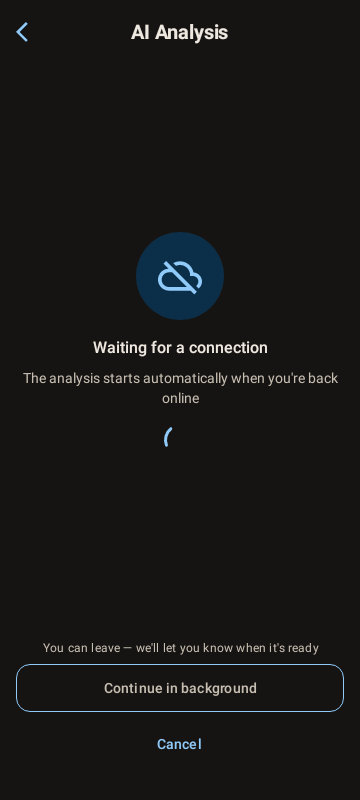 AI Analysis
Waiting for a connection
The analysis starts automatically when you're back
online
You can leave — we'll let you know when it's ready
Continue in background
Cancel